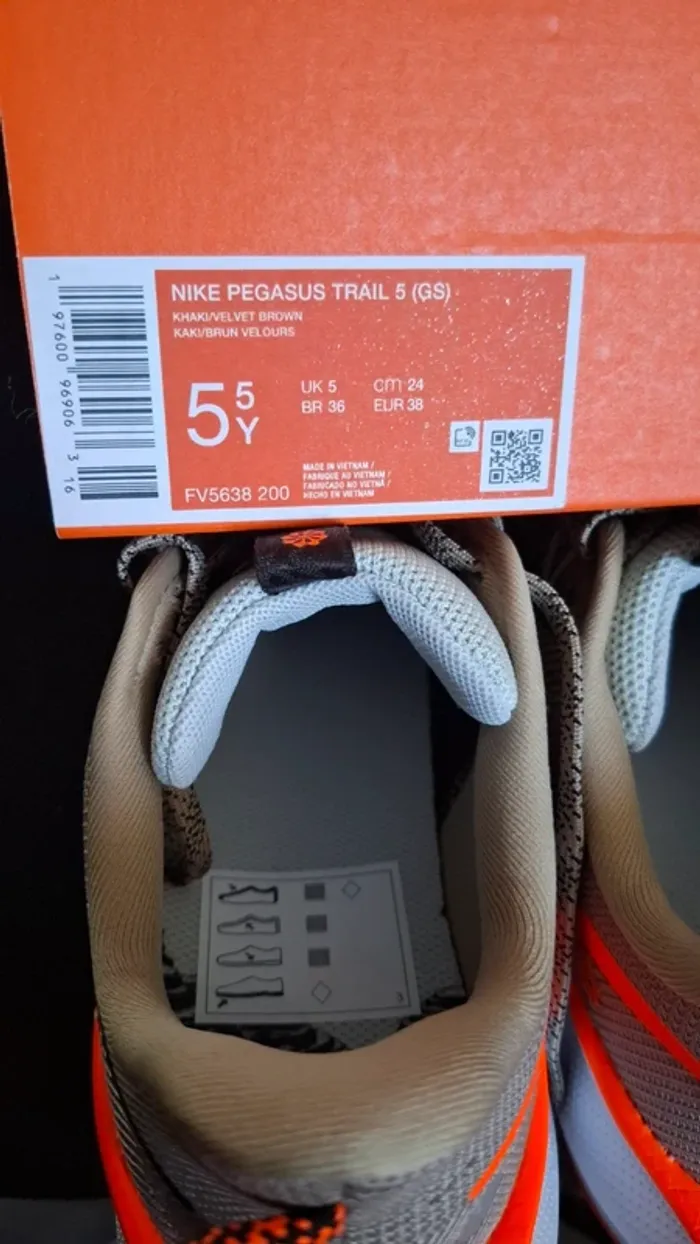 NIKE PEGASUS TRAIL 5 (GS)
KHAKI/VELVET BROWN
KAKI/BRUN VELOURS
5 5 Y
UK 5 cm 24
BR 36 EUR 38
FV5638 200
MADE IN VIETNAM /
FABRIQUE AU VIETNAM /
FABRICADO NO VIETNÃ /
HECHO EN VIETNAM
1 97600 96906 3 16
3